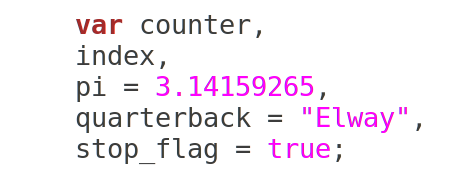 var counter,
index,
pi = 3.14159265,
quarterback = "Elway",
stop_flag = true;